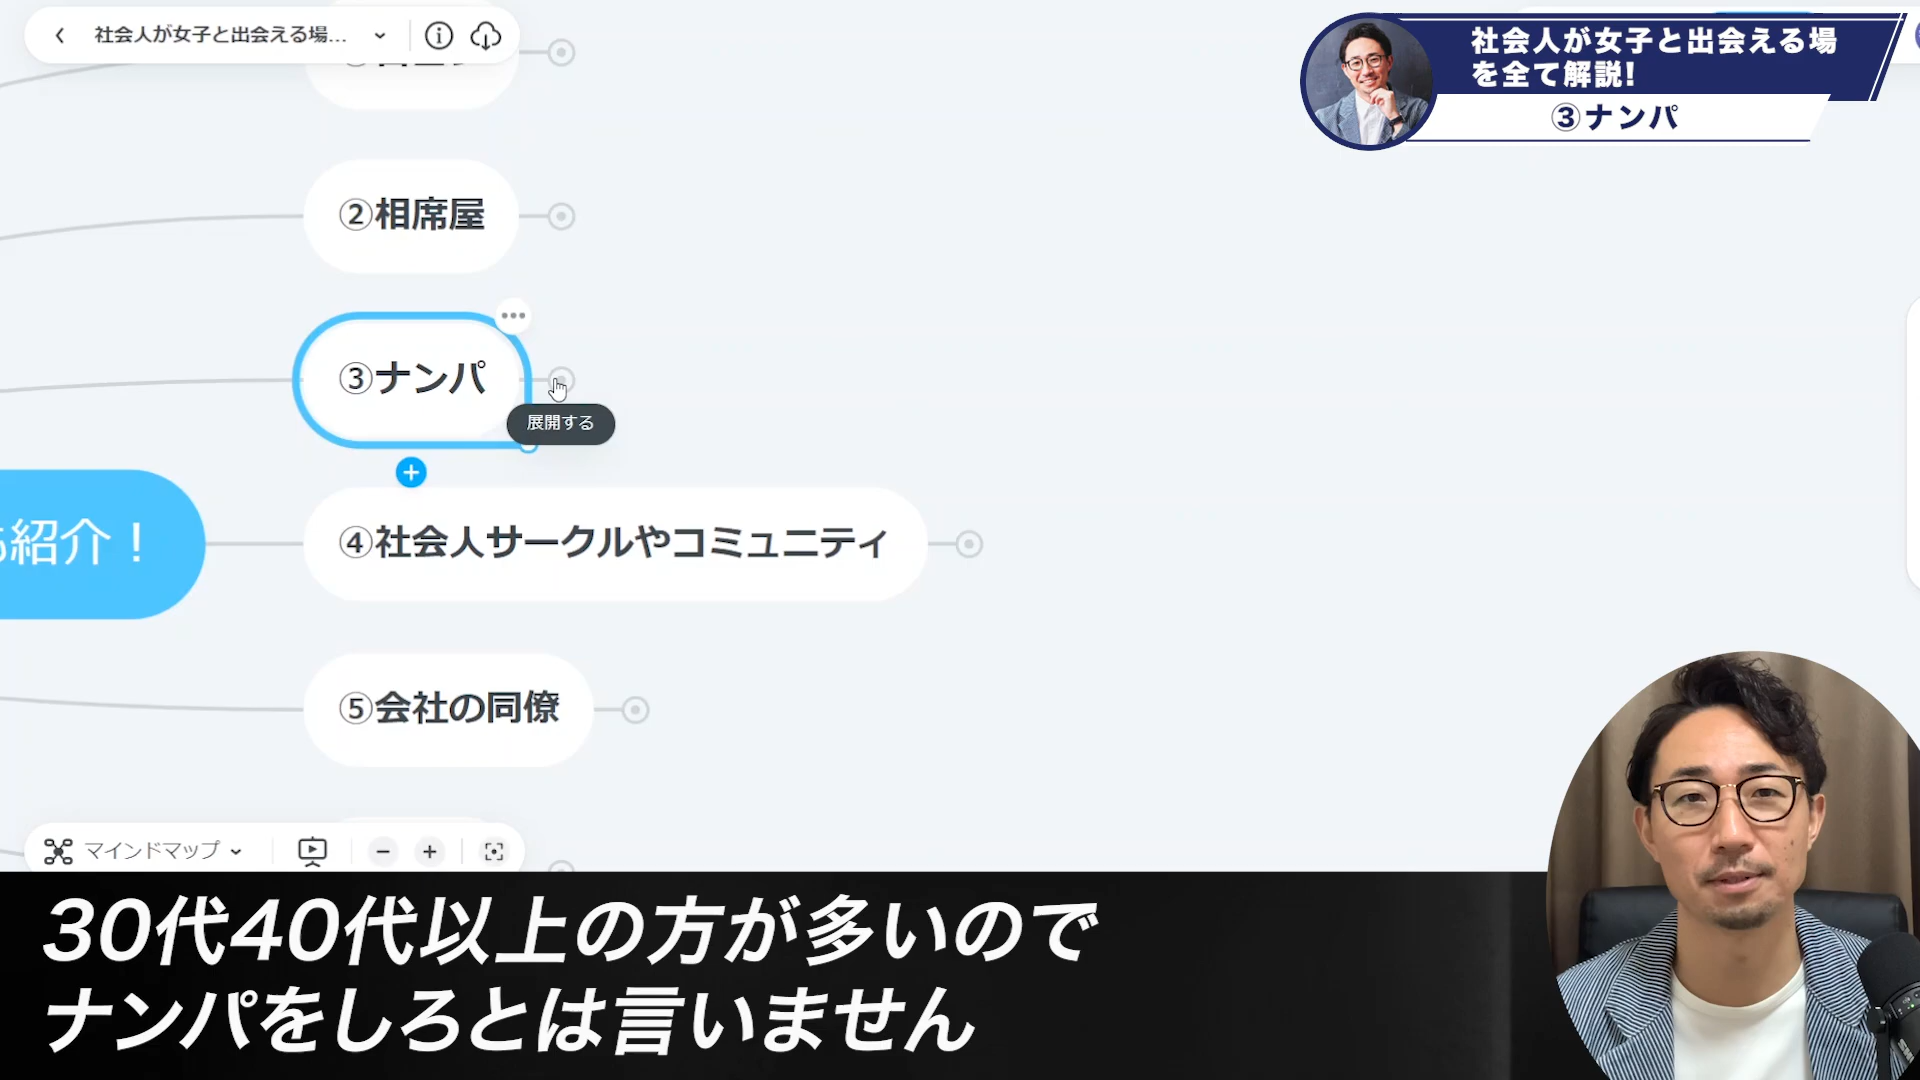 社会人が女子と出会える場...
社会人が女子と出会える場
を全て解説!
③ナンパ
②相席屋
③ナンパ
展開する
紹介！
④社会人サークルやコミュニティ
⑤会社の同僚
マインドマップ
30代40代以上の方が多いので
ナンパをしろとは言いません